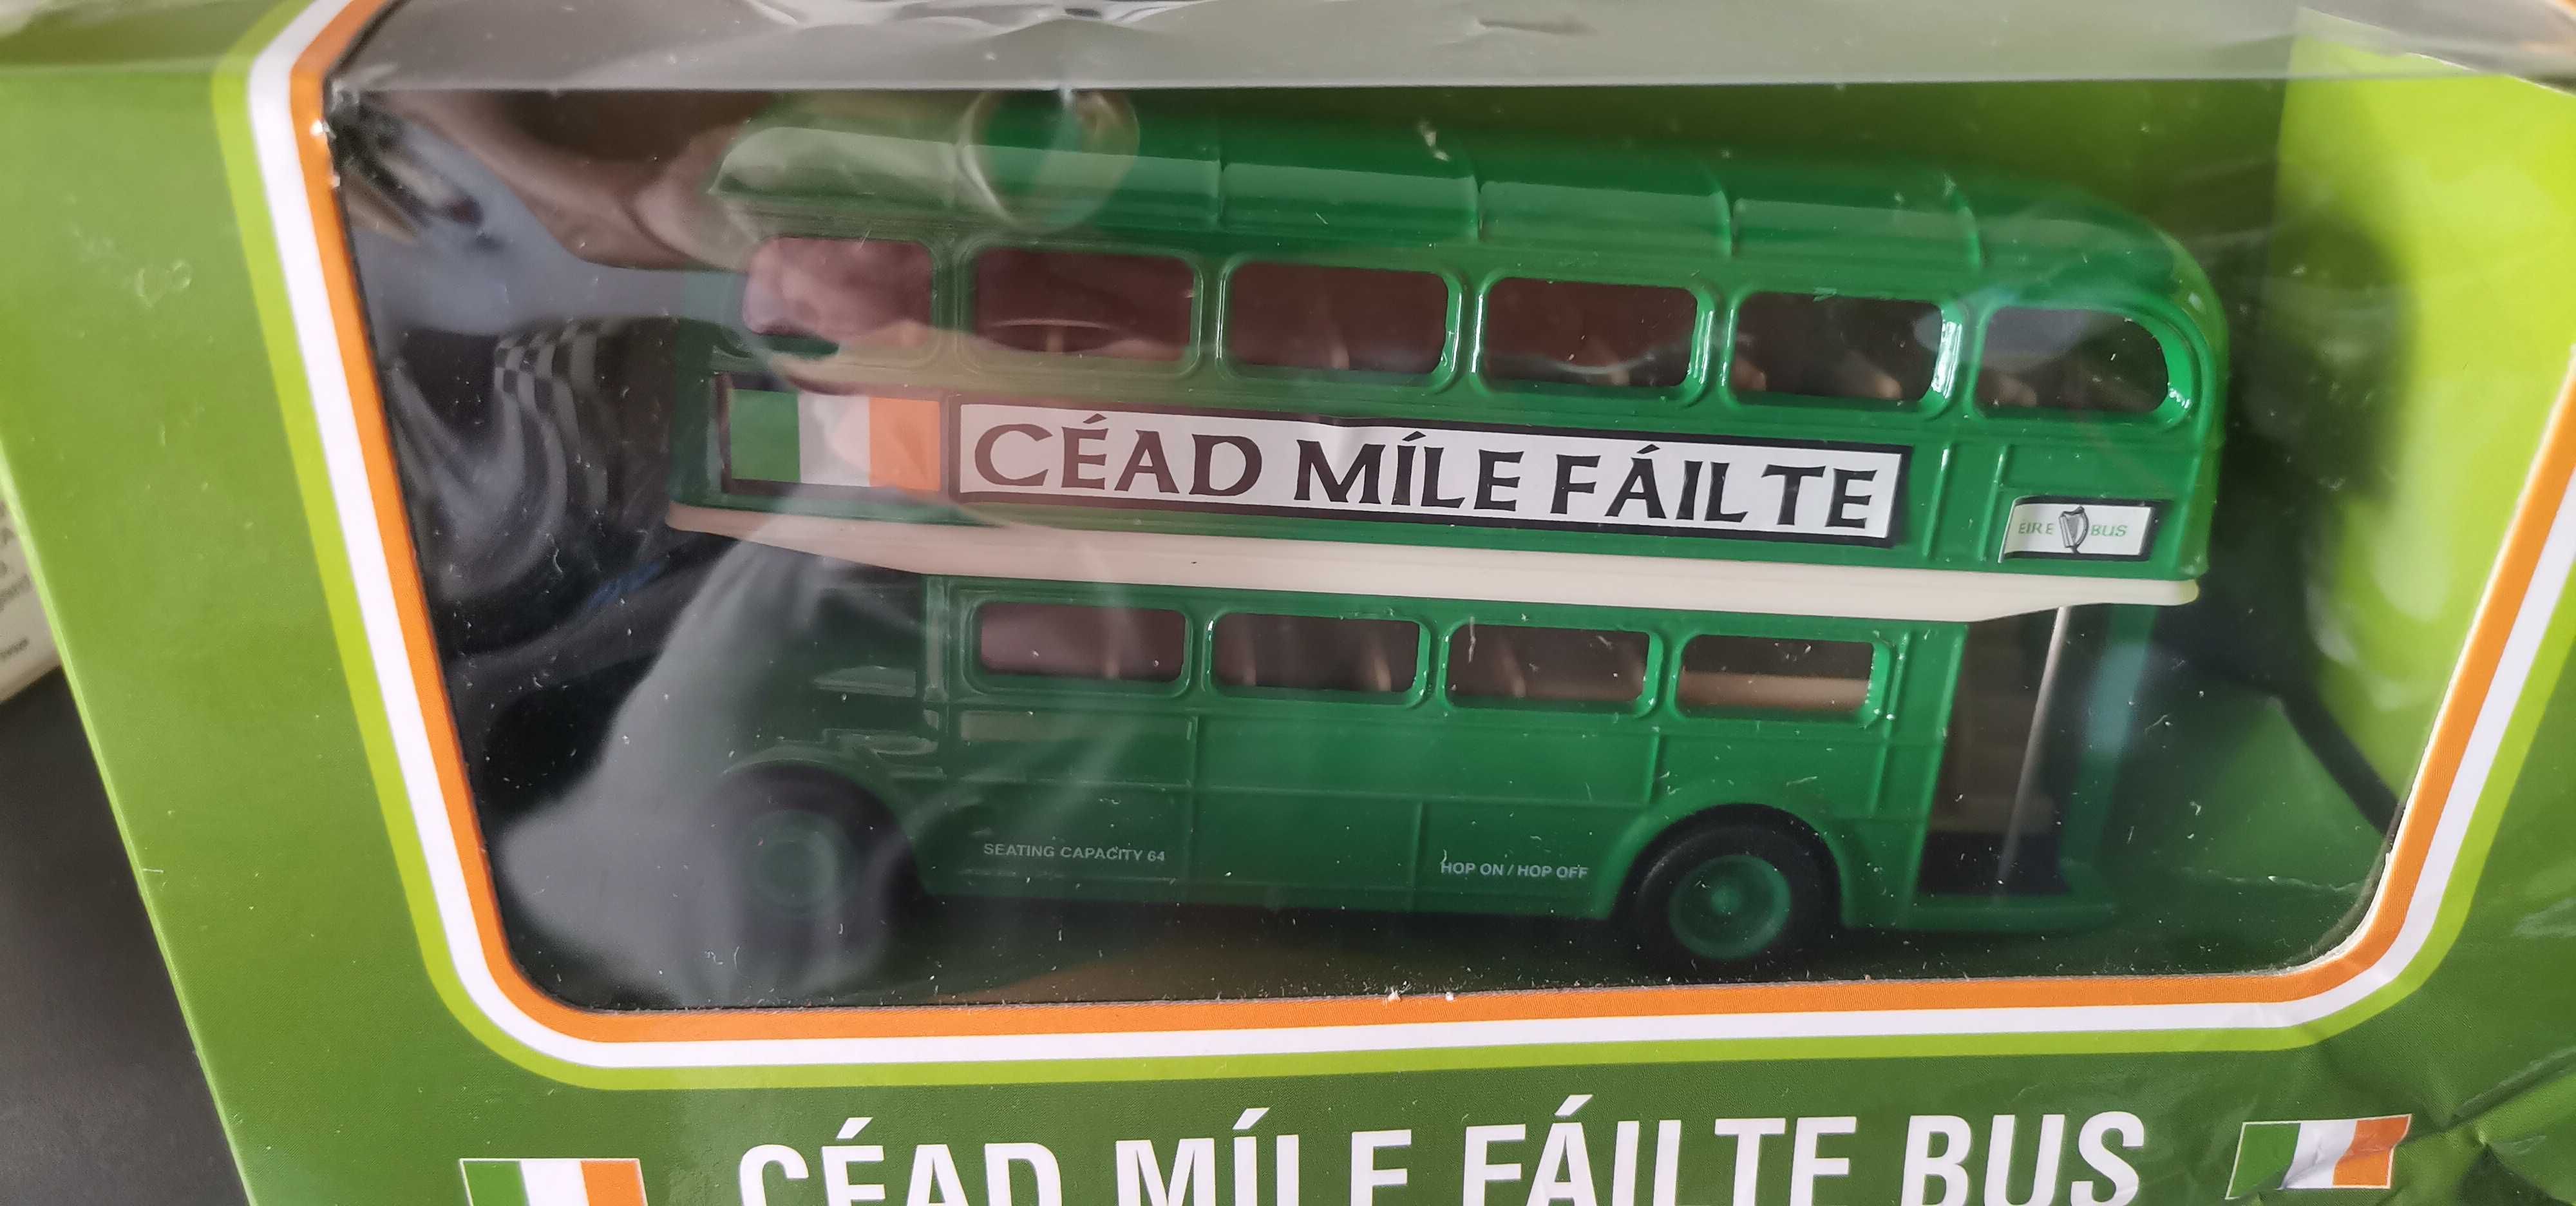 CÉAD MÍLE FÁILTE
EIRE BUS
SEATING CAPACITY 64
HOP ON / HOP OFF
CÉAD MÍLE FÁILTE BUS